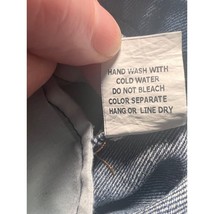 HAND WASH WITH
COLD WATER
DO NOT BLEACH
COLOR SEPARATE
HANG OR LINE DRY